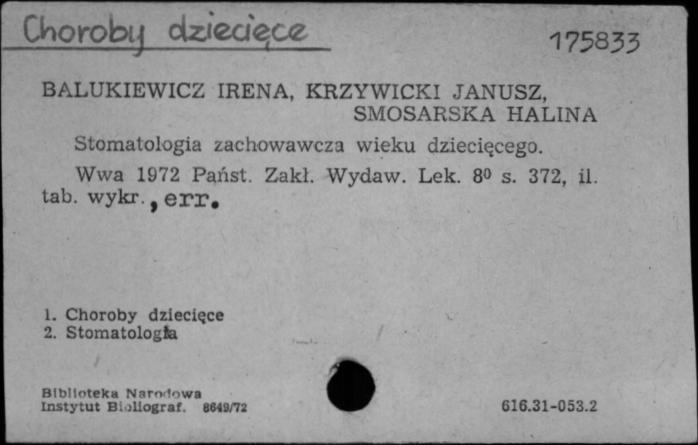 Choroby dziecięce
175833
BALUKIEWICZ IRENA, KRZYWICKI JANUSZ,
SMOSARSKA HALINA
Stomatologia zachowawcza wieku dziecięcego.
Wwa 1972 Państ. Zakł. Wydaw. Lek. 8⁰ s. 372, il.
tab. wykr., err.
1. Choroby dziecięce
2. Stomatologia
Biblioteka Narodowa
Instytut Bibliograf. 8649/72
616.31-053.2